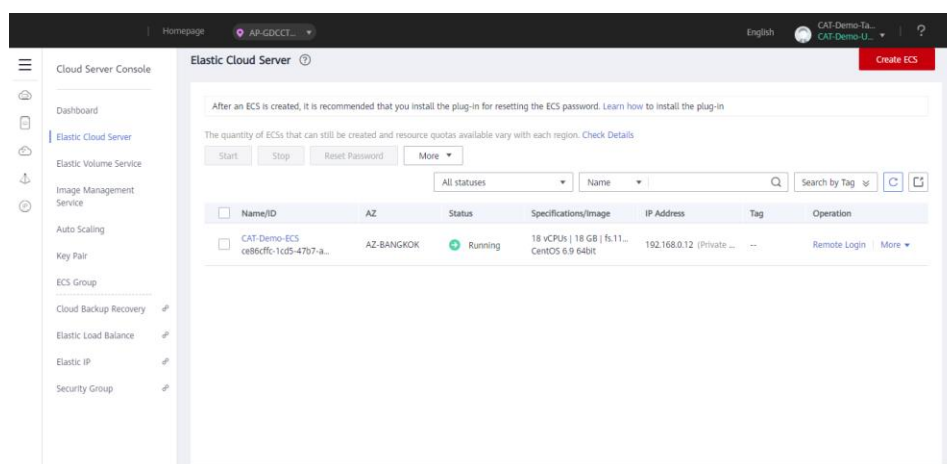 Homepage AP-GDCCT... English CAT-Demo-Ta...
CAT-Demo-U... ?
Cloud Server Console
Dashboard
Elastic Cloud Server
Elastic Volume Service
Image Management
Service
Auto Scaling
Key Pair
ECS Group
Cloud Backup Recovery
Elastic Load Balance
Elastic IP
Security Group
Elastic Cloud Server ?
Create ECS
After an ECS is created, it is recommended that you install the plug-in for resetting the ECS password. Learn how to install the plug-in
The quantity of ECSs that can still be created and resource quotas available vary with each region. Check Details
Start Stop Reset Password More
All statuses Name Search by Tag
Name/ID AZ Status Specifications/Image IP Address Tag Operation
CAT-Demo-ECS
ce86cffc-1cd5-47b7-a...
AZ-BANGKOK Running
18 vCPUs | 18 GB | fs.11...
CentOS 6.9 64bit
192.168.0.12 (Private ... -- Remote Login More